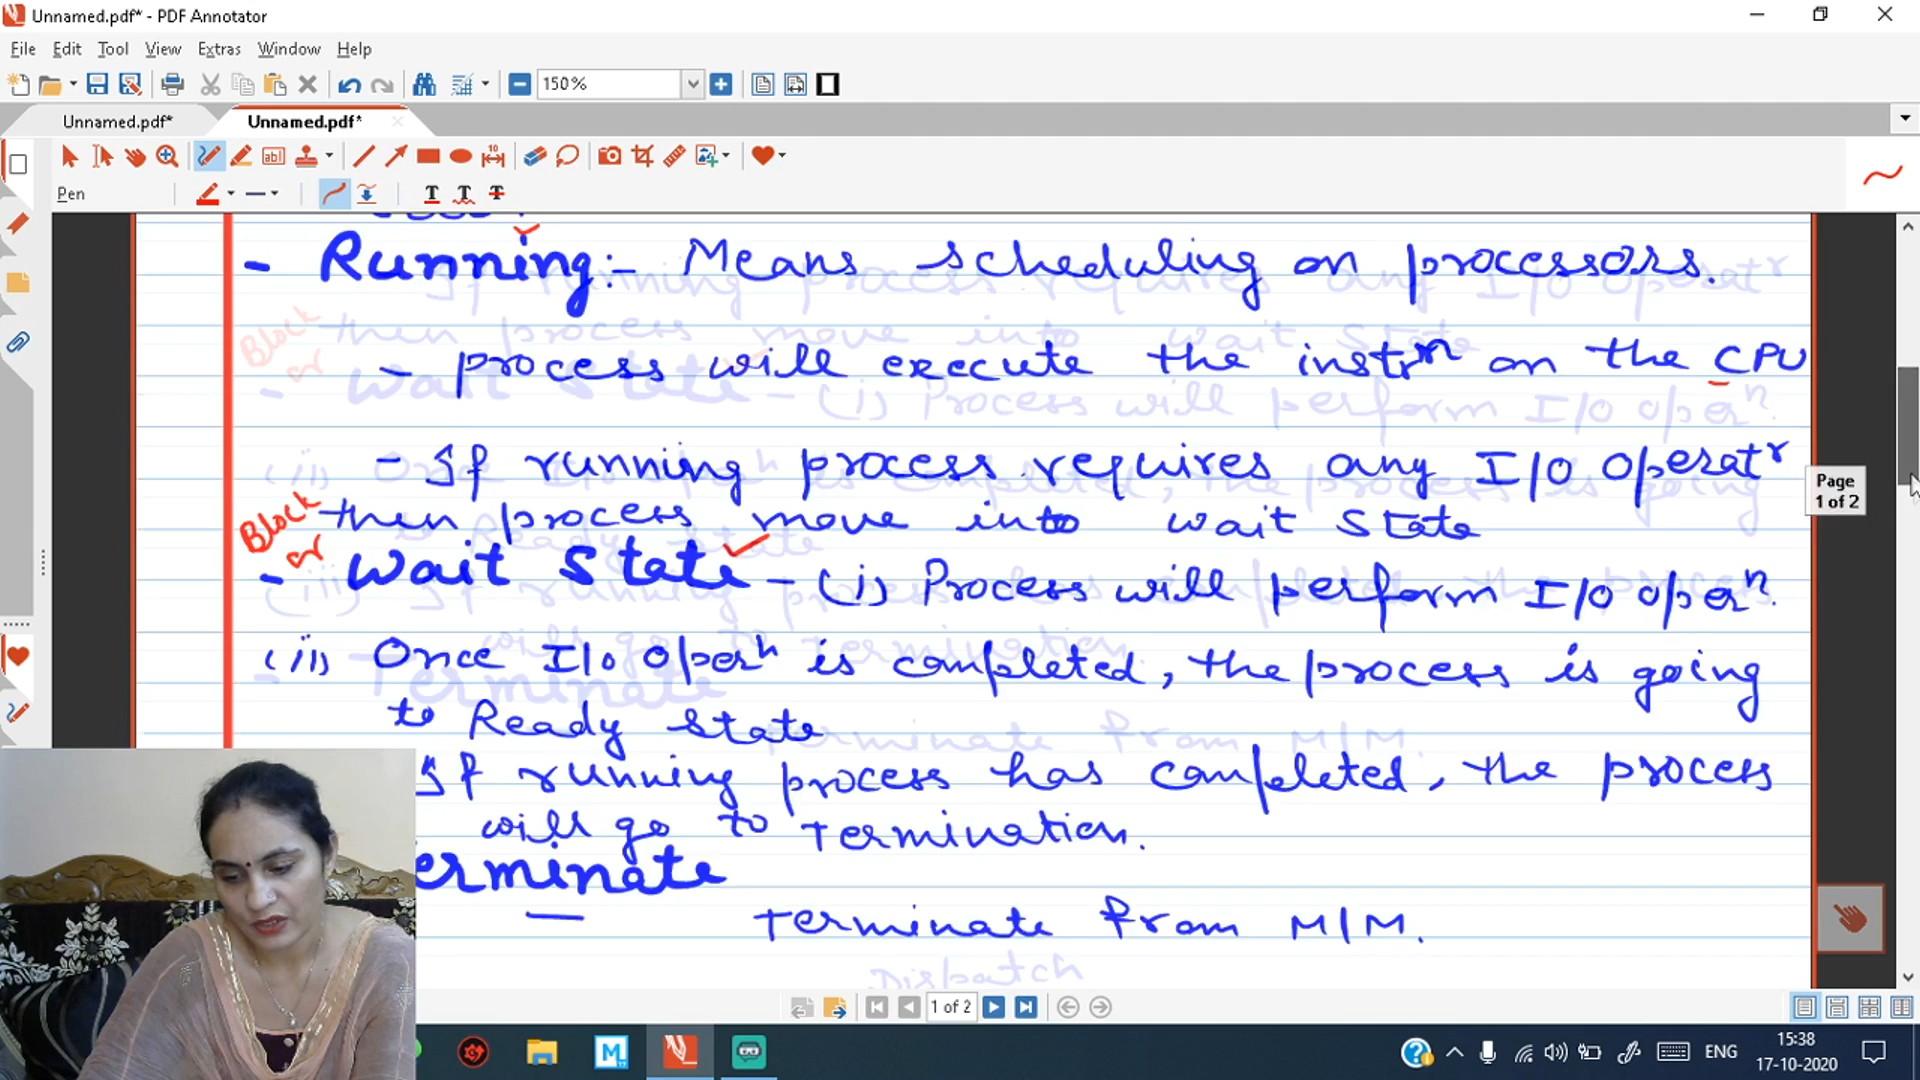 Unnamed.pdf* - PDF Annotator
File Edit Tool View Extras Window Help
150%
Unnamed.pdf* Unnamed.pdf*
Pen
- Running:- Means scheduling on processors.
- process will execute the instrⁿ on the CPU
- If running process requires any I/O Operatⁿ
Block then process move into wait State
or
- Wait State - (i) Process will perform I/O operⁿ.
(ii) Once I/O Operⁿ is completed, the process is going
to Ready state
If running process has completed, the process
will go to termination.
erminate
— Terminate from M/M.
Dispatch
Page
1 of 2
1 of 2
ENG
15:38
17-10-2020